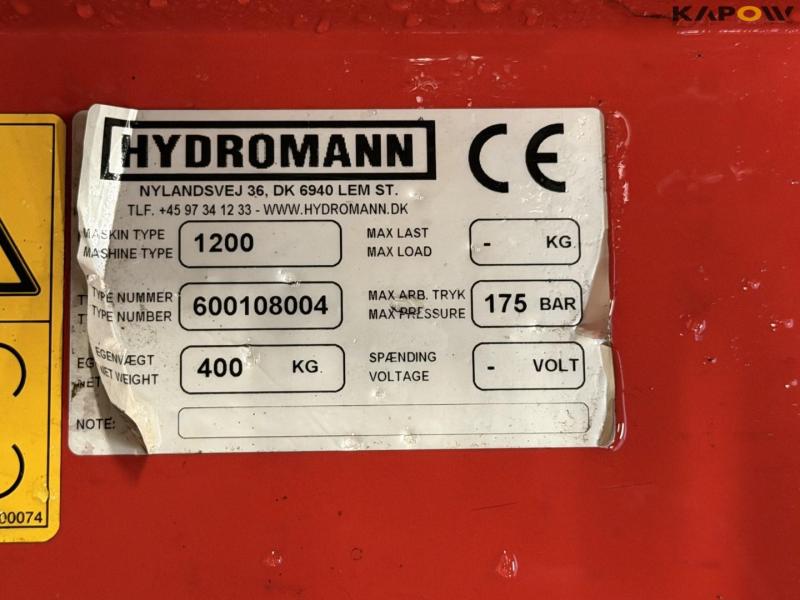 KAPOW
HYDROMANN CE
NYLANDSVEJ 36, DK 6940 LEM ST.
TLF. +45 97 34 12 33 - WWW.HYDROMANN.DK
MASKIN TYPE
MASHINE TYPE
1200
MAX LAST
MAX LOAD
- KG.
TYPE NUMMER
TYPE NUMBER
600108004
MAX ARB. TRYK
MAX PRESSURE
175 BAR
EGENVÆGT
NET WEIGHT
400 KG.
SPÆNDING
VOLTAGE
- VOLT
NOTE:
00074